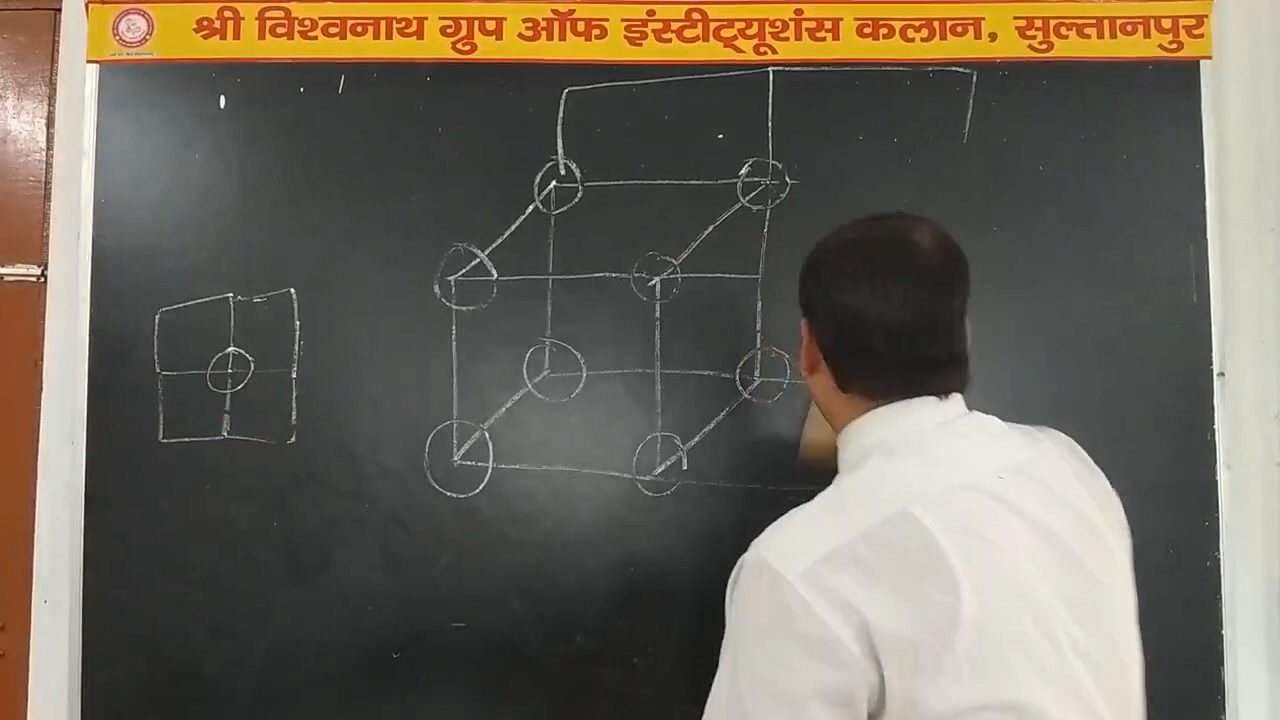 श्री विश्वनाथ ग्रुप ऑफ इंस्टीट्यूशंस कलान, सुल्तानपुर